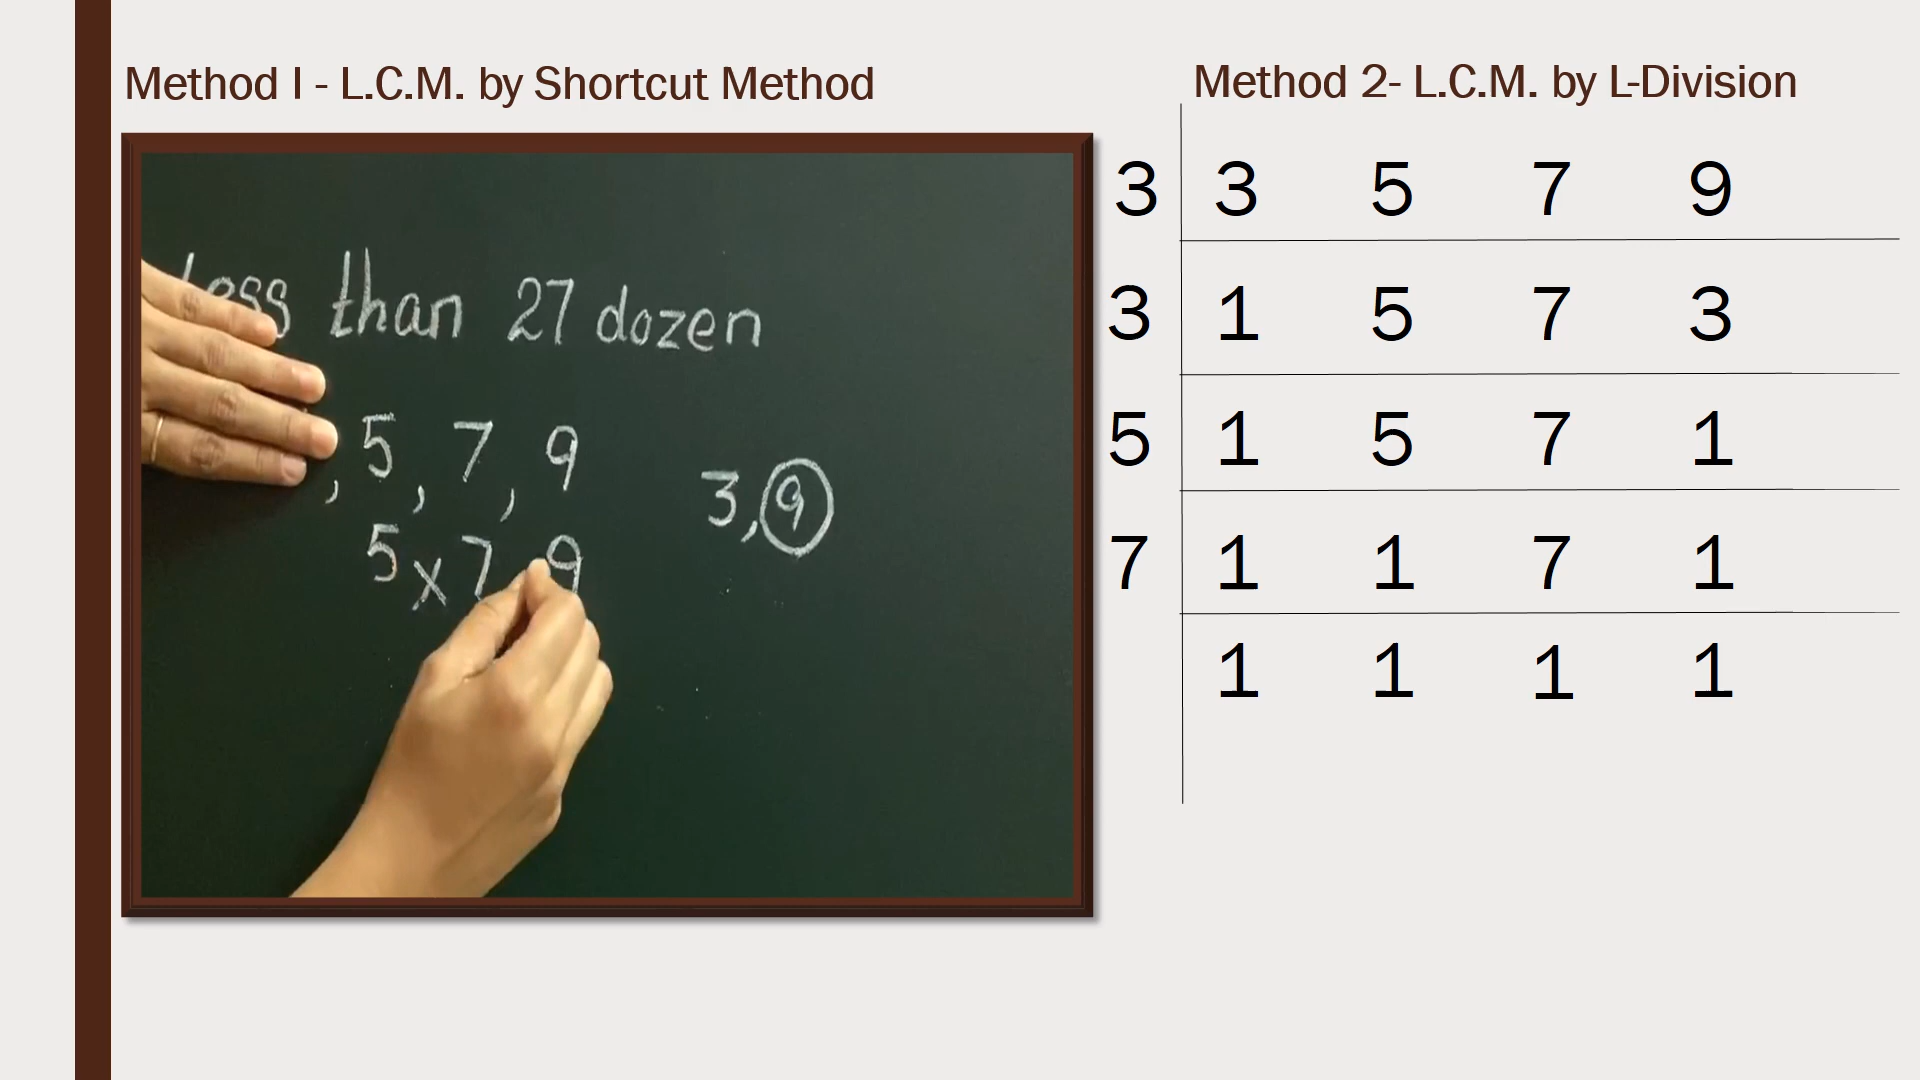 Method I - L.C.M. by Shortcut Method
less than 27 dozen
, 5 , 7 , 9
3, 9
5 x 7 9
Method 2- L.C.M. by L-Division
3 3 5 7 9
3 1 5 7 3
5 1 5 7 1
7 1 1 7 1
1 1 1 1